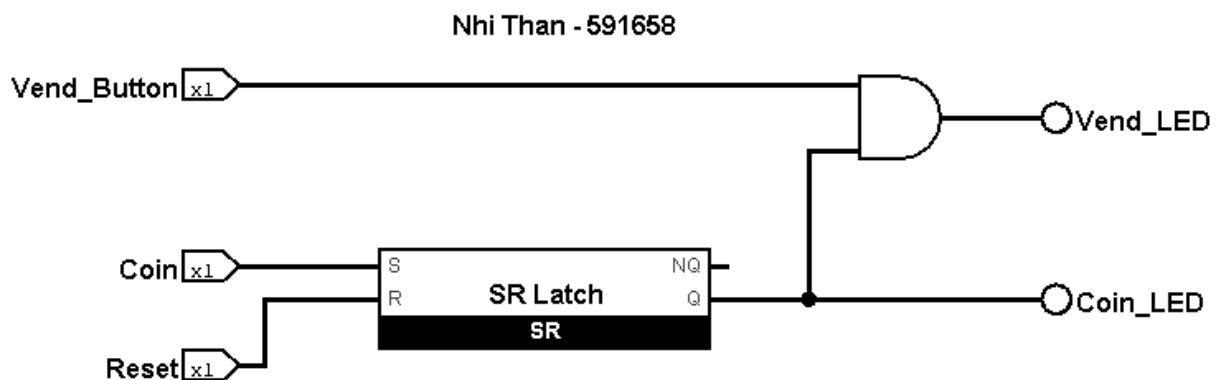 Nhi Than - 591658
Vend_Button x1
Vend_LED
Coin x1
S NQ
SR Latch
R Q
SR
Coin_LED
Reset x1